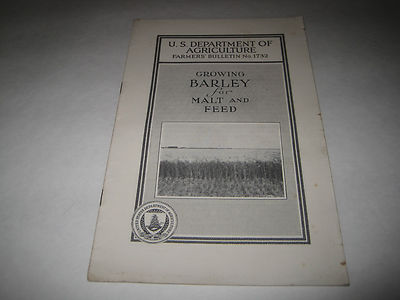 U.S. DEPARTMENT OF
AGRICULTURE
FARMERS' BULLETIN No. 1732
GROWING
BARLEY
for
MALT AND
FEED